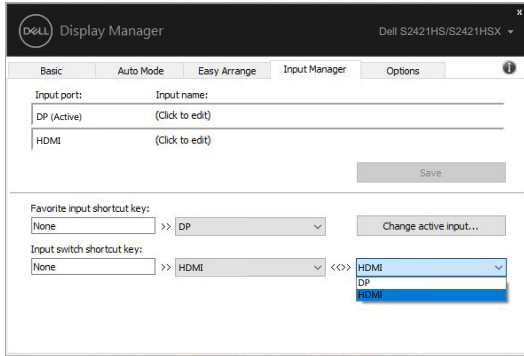 x
DELL Display Manager Dell S2421HS/S2421HSX
Basic Auto Mode Easy Arrange Input Manager Options i
Input port: Input name:
DP (Active) (Click to edit)
HDMI (Click to edit)
Save
Favorite input shortcut key:
None >> DP Change active input...
Input switch shortcut key:
None >> HDMI <<>> HDMI
DP
HDMI